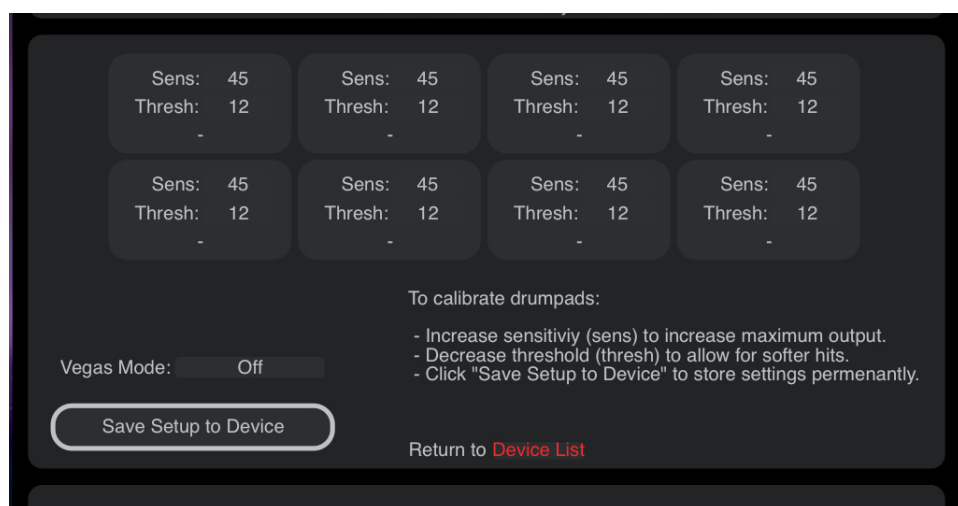 Sens: 45 Sens: 45 Sens: 45 Sens: 45
Thresh: 12 Thresh: 12 Thresh: 12 Thresh: 12
- - - -
Sens: 45 Sens: 45 Sens: 45 Sens: 45
Thresh: 12 Thresh: 12 Thresh: 12 Thresh: 12
- - - -
To calibrate drumpads:
- Increase sensitiviy (sens) to increase maximum output.
- Decrease threshold (thresh) to allow for softer hits.
- Click "Save Setup to Device" to store settings permenantly.
Vegas Mode: Off
Save Setup to Device
Return to Device List